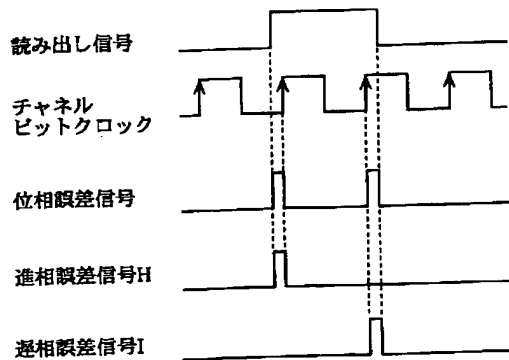 読み出し信号
チャネル
ビットクロック
位相誤差信号
進相誤差信号H
遅相誤差信号I